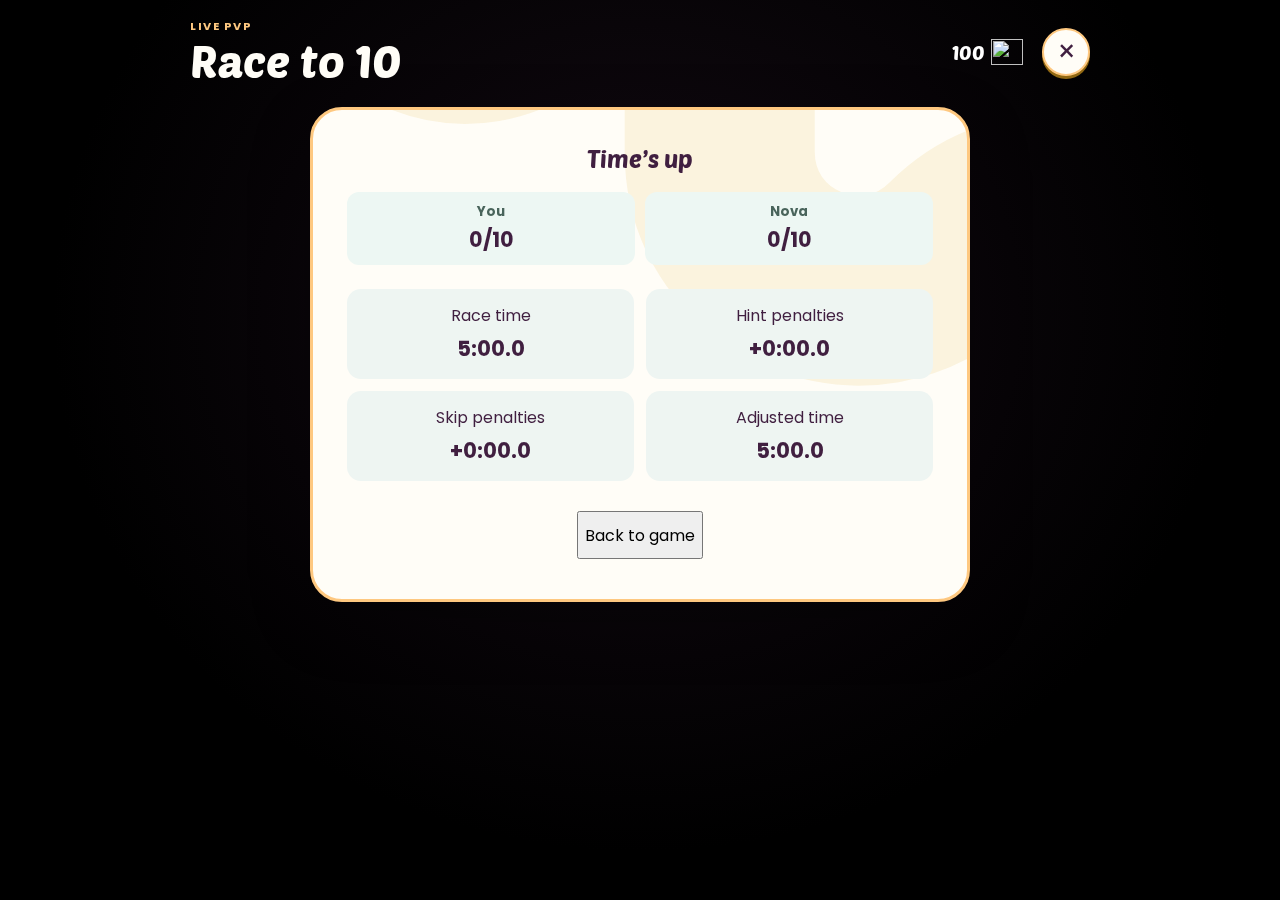 LIVE PVP
Race to 10
100
×
Time’s up
You
0/10
Nova
0/10
Race time
5:00.0
Hint penalties
+0:00.0
Skip penalties
+0:00.0
Adjusted time
5:00.0
Back to game